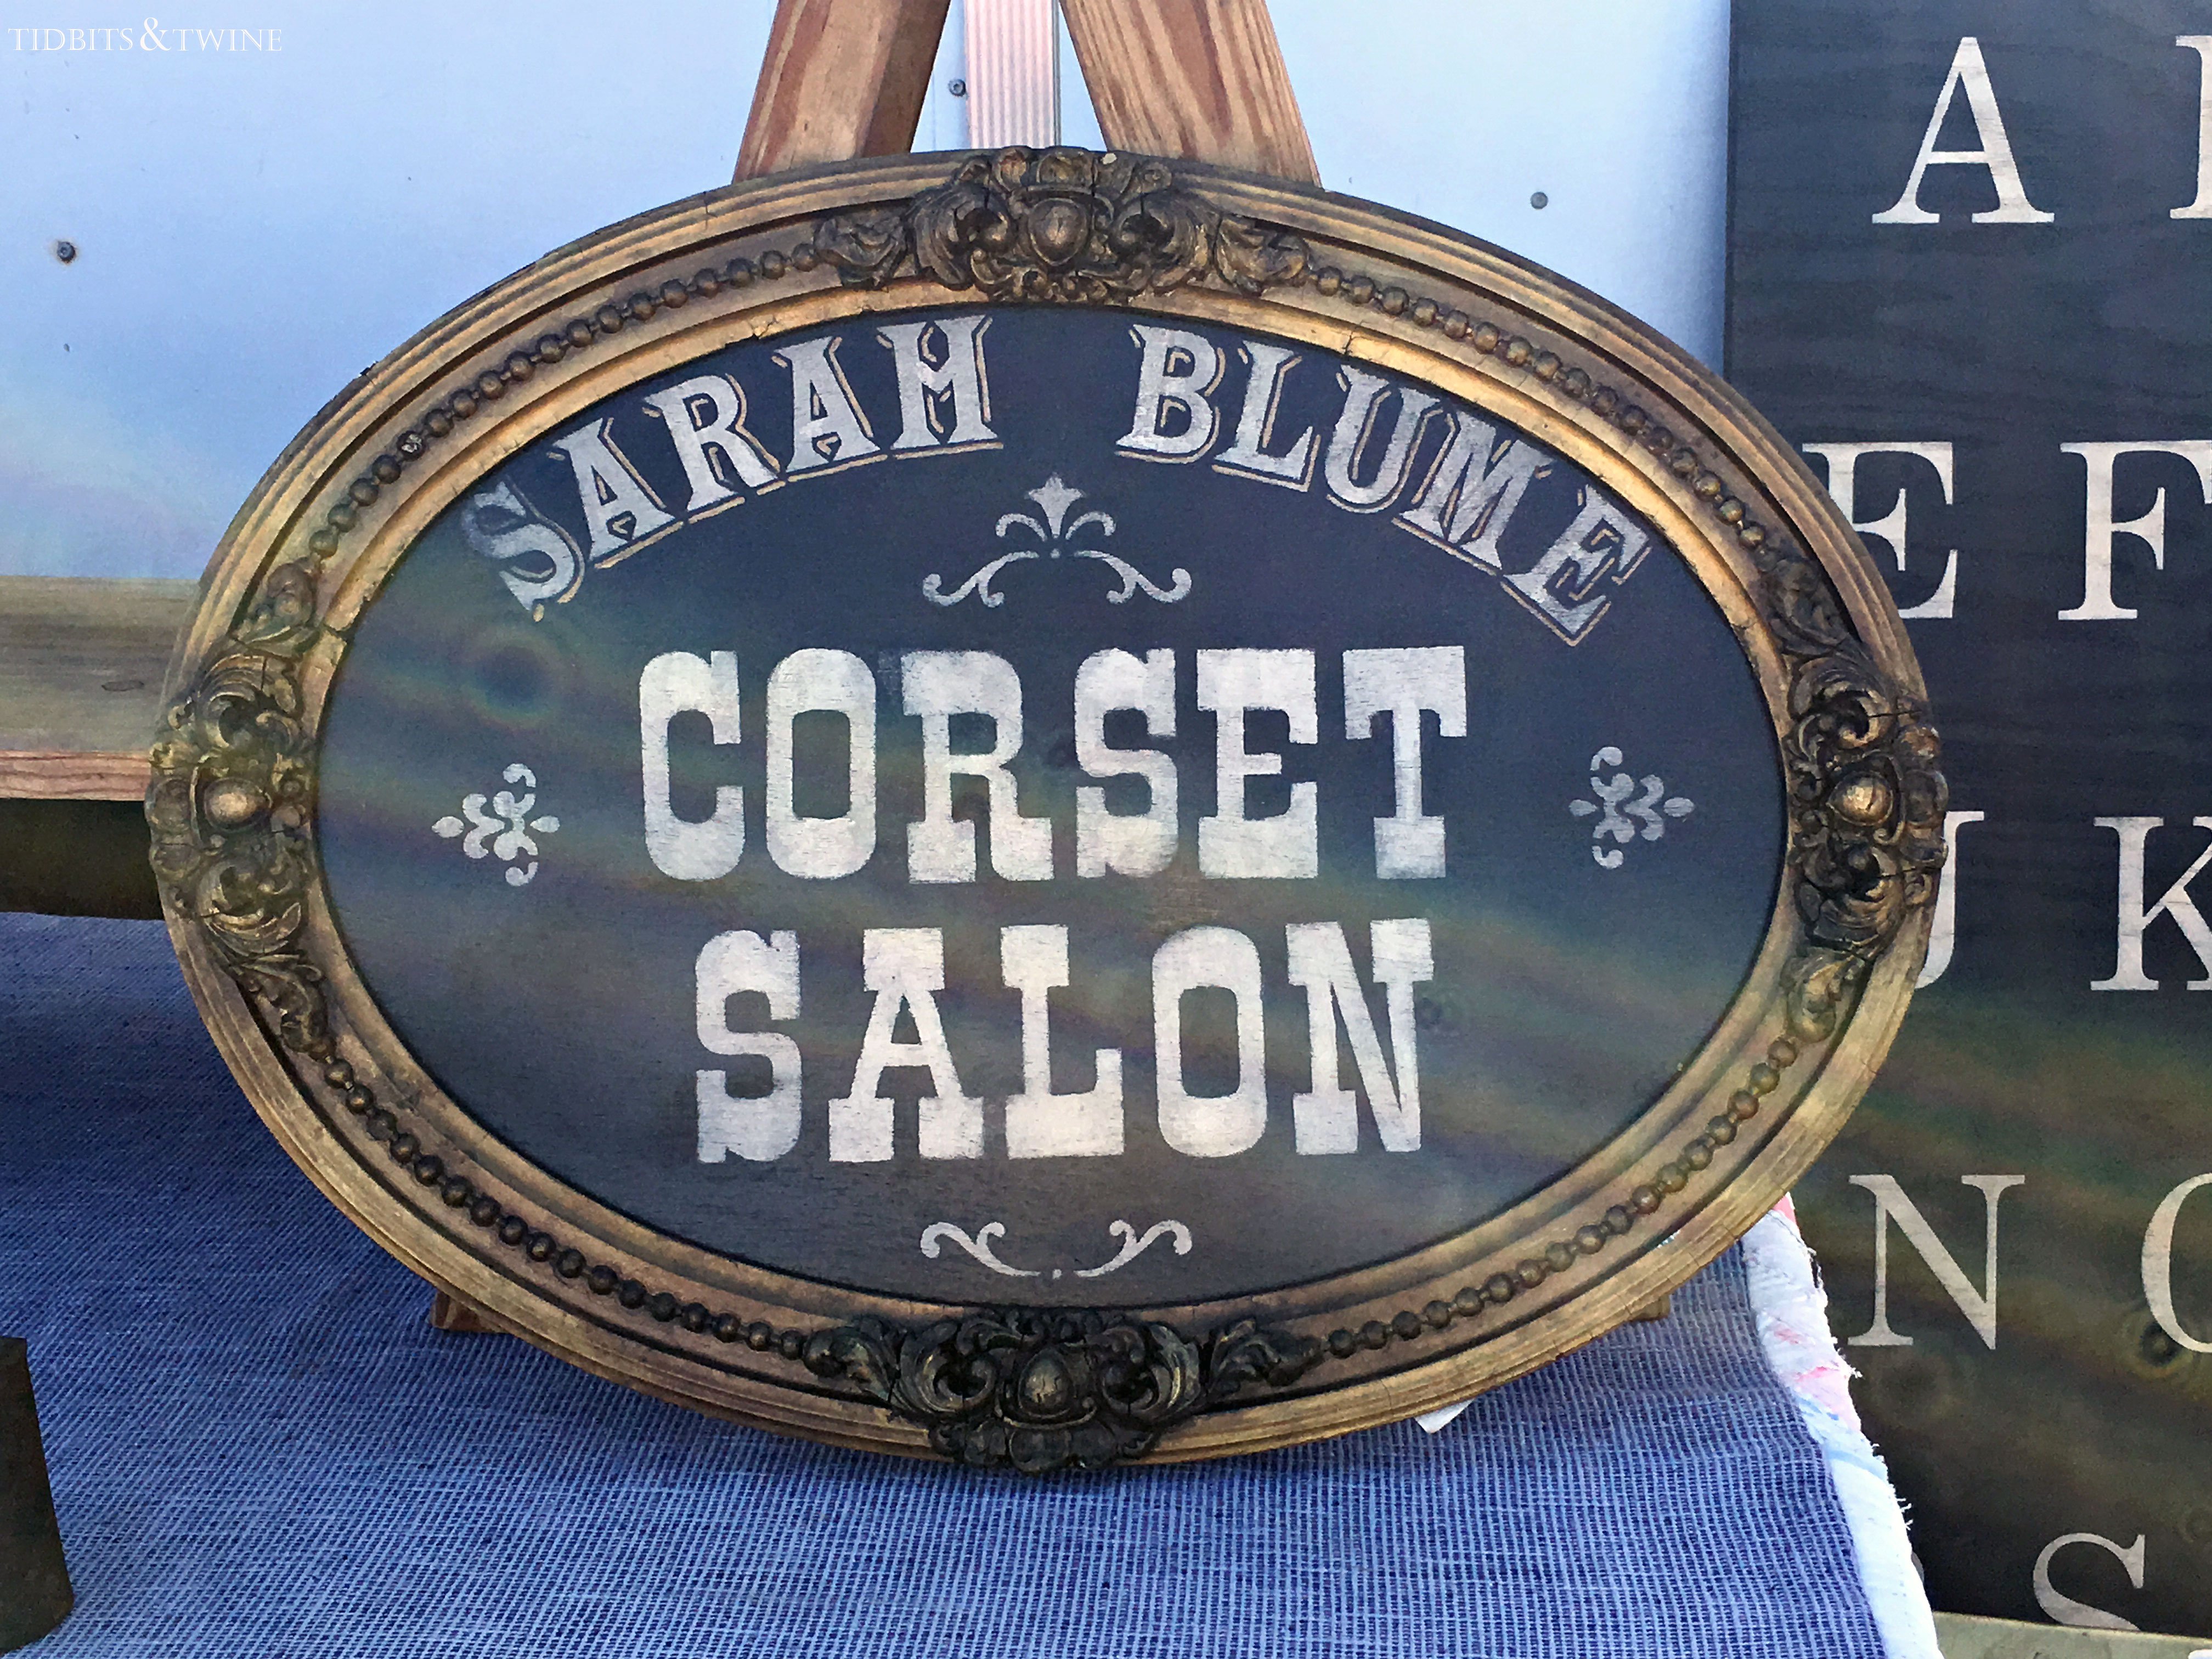 TIDBITS&TWINE
SARAH BLUME
CORSET
SALON
A
E F
J K
N
S